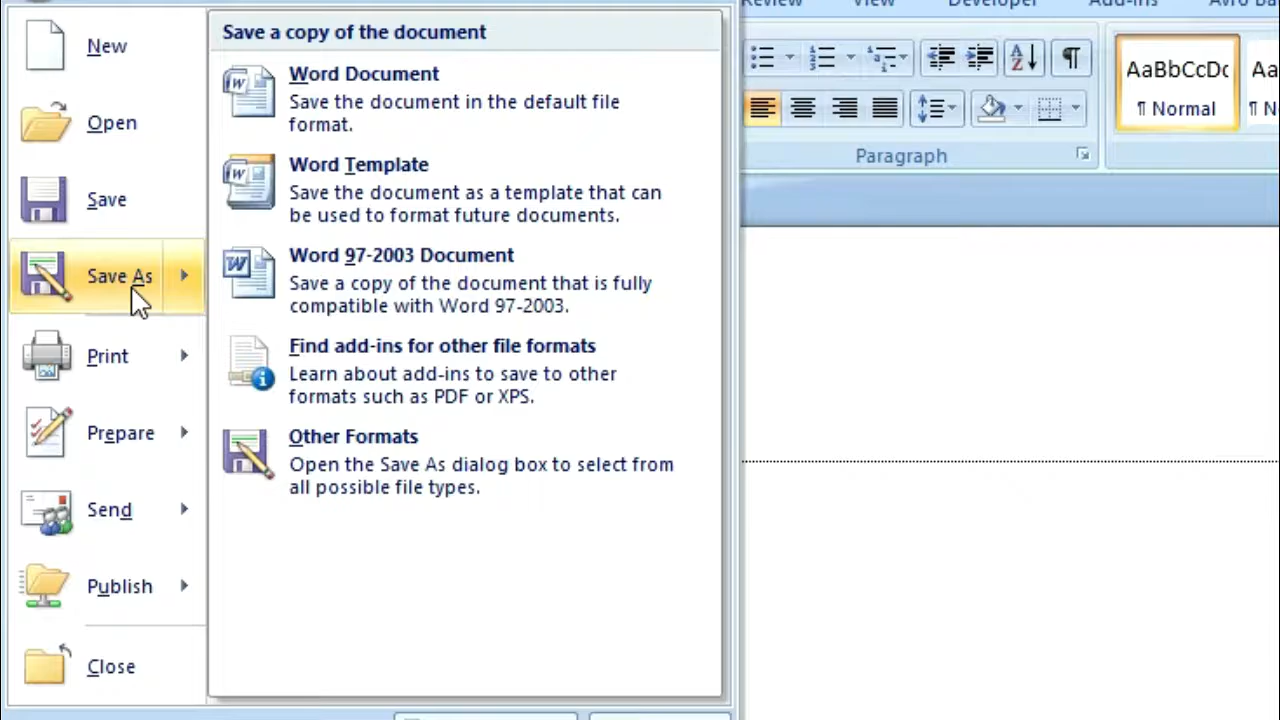 Review View Developer Add-Ins
New
Open
Save
Save As
Print
Prepare
Send
Publish
Close
Save a copy of the document
Word Document
Save the document in the default file
format.
Word Template
Save the document as a template that can
be used to format future documents.
Word 97-2003 Document
Save a copy of the document that is fully
compatible with Word 97-2003.
Find add-ins for other file formats
Learn about add-ins to save to other
formats such as PDF or XPS.
Other Formats
Open the Save As dialog box to select from
all possible file types.
AaBbCcDc
¶ Normal
Paragraph